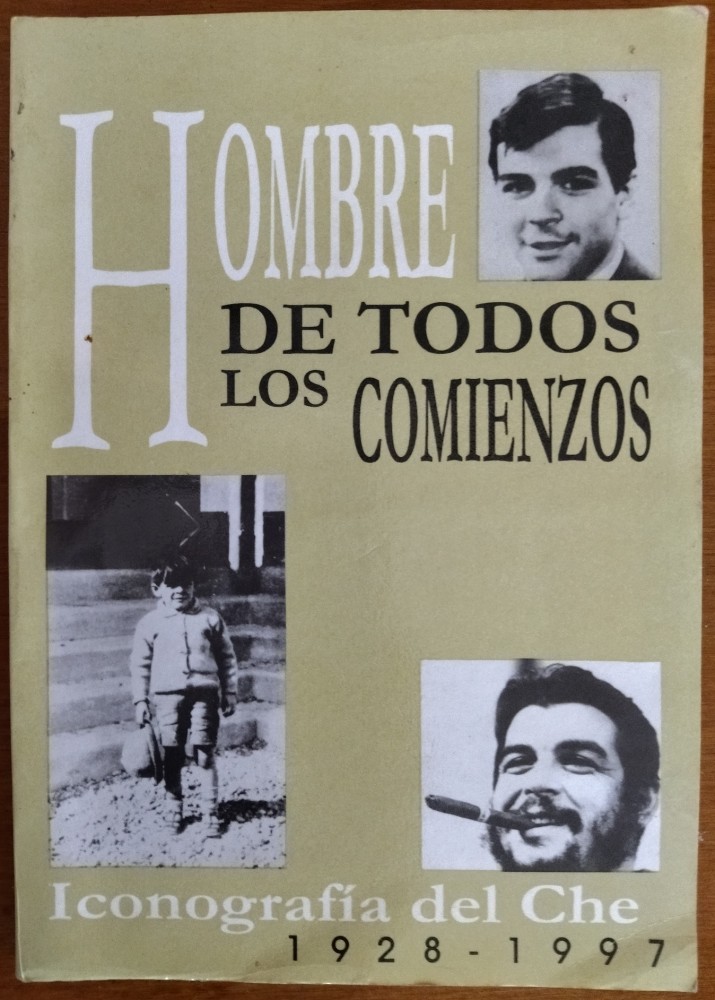 HOMBRE
DE TODOS
LOS COMIENZOS
Iconografía del Che
1928-1997